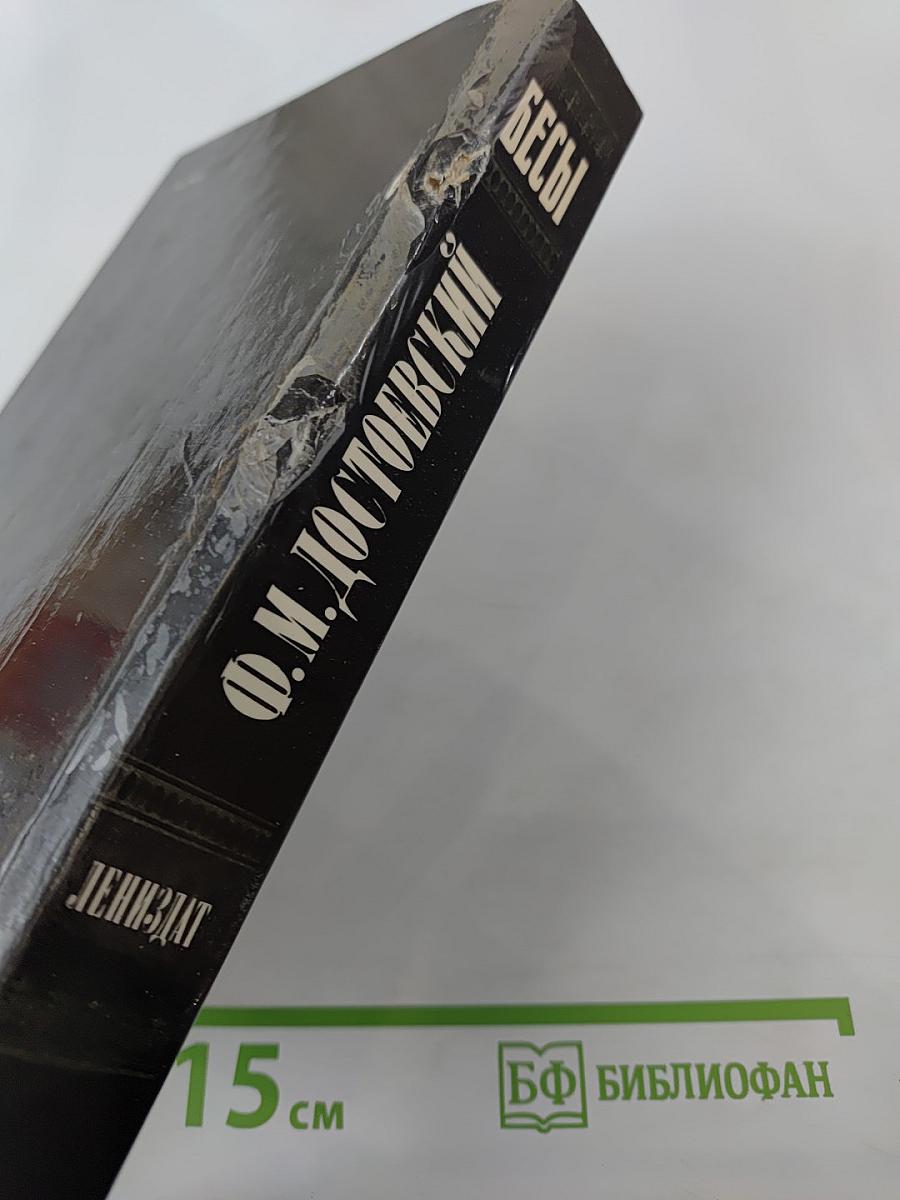 БЕСЫ
Ф. М. ДОСТОЕВСКИЙ
ЛЕНИЗДАТ
15 см
БФ БИБЛИОФАН